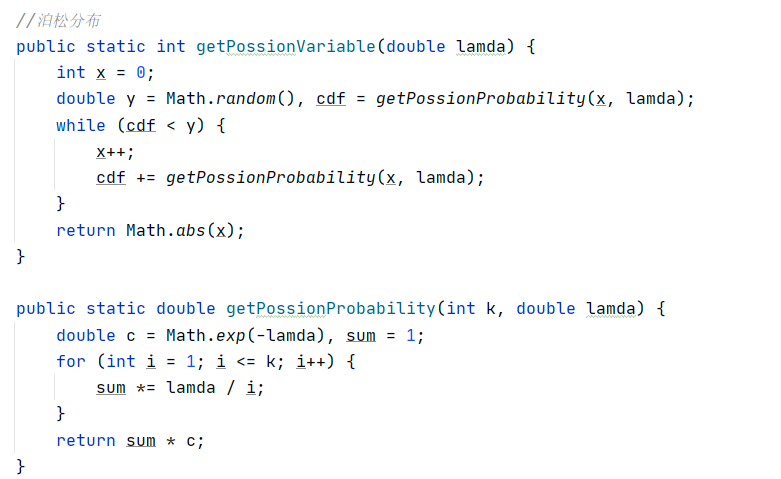 //泊松分布
public static int getPossionVariable(double lamda) {
    int x = 0;
    double y = Math.random(), cdf = getPossionProbability(x, lamda);
    while (cdf < y) {
        x++;
        cdf += getPossionProbability(x, lamda);
    }
    return Math.abs(x);
}
public static double getPossionProbability(int k, double lamda) {
    double c = Math.exp(-lamda), sum = 1;
    for (int i = 1; i <= k; i++) {
        sum *= lamda / i;
    }
    return sum * c;
}